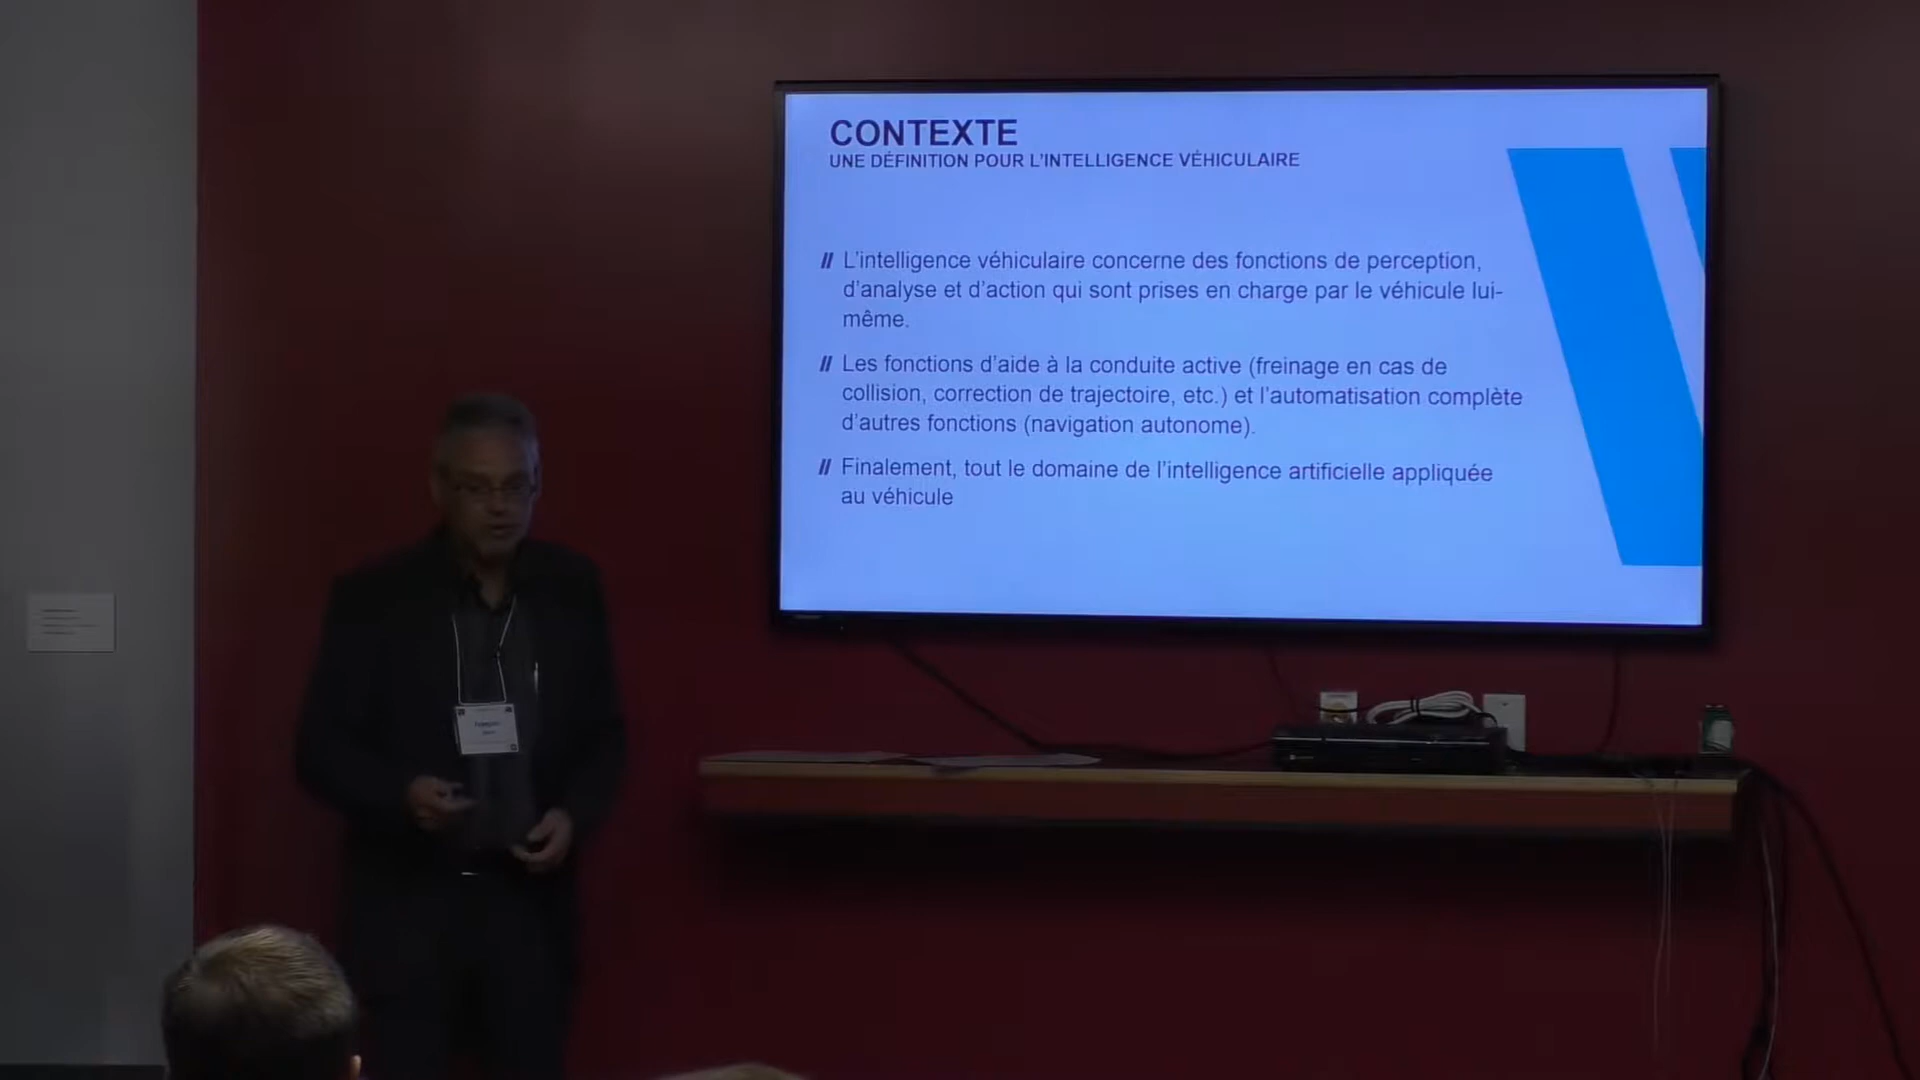 CONTEXTE
UNE DÉFINITION POUR L'INTELLIGENCE VÉHICULAIRE
// L'intelligence véhiculaire concerne des fonctions de perception,
d'analyse et d'action qui sont prises en charge par le véhicule lui-
même.
// Les fonctions d'aide à la conduite active (freinage en cas de
collision, correction de trajectoire, etc.) et l'automatisation complète
d'autres fonctions (navigation autonome).
// Finalement, tout le domaine de l'intelligence artificielle appliquée
au véhicule